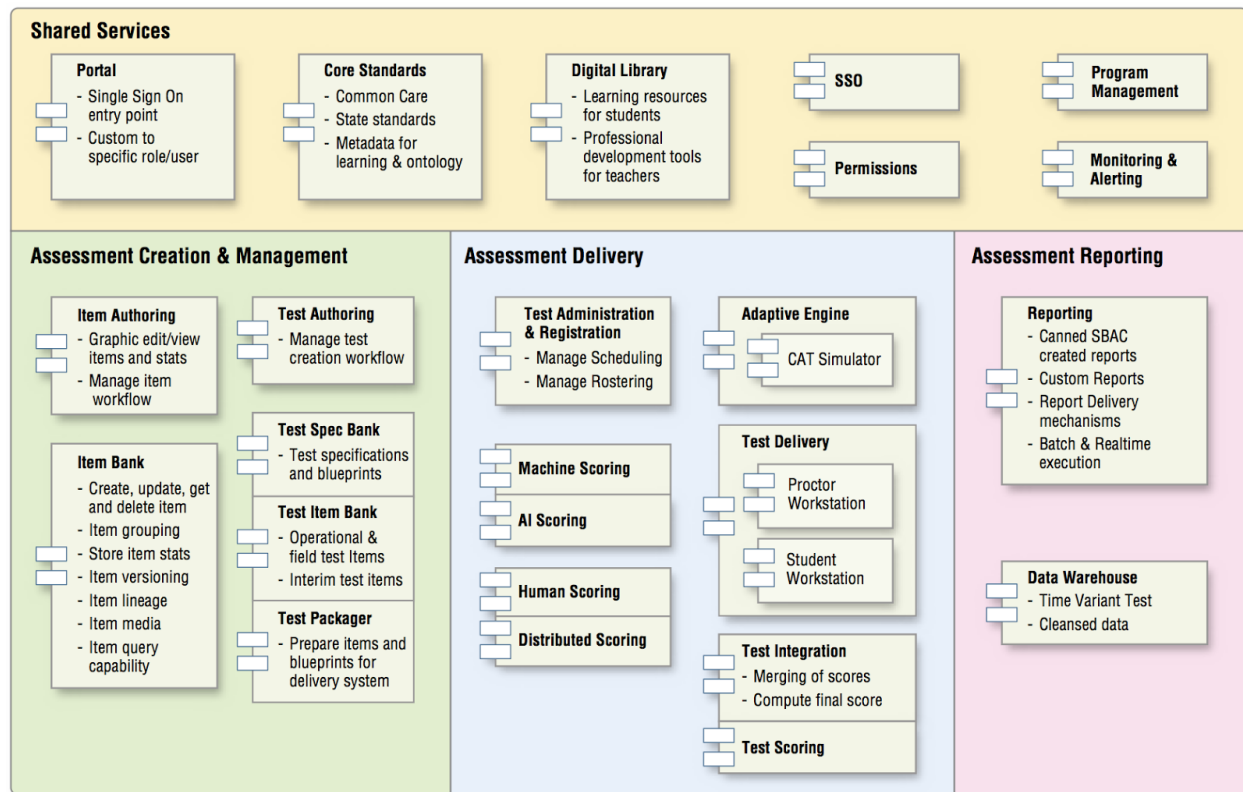 Shared Services
Portal
- Single Sign On
entry point
- Custom to
specific role/user
Core Standards
- Common Care
- State standards
- Metadata for
learning & ontology
Digital Library
- Learning resources
for students
- Professional
development tools
for teachers
SSO
Permissions
Program
Management
Monitoring &
Alerting
Assessment Creation & Management
Item Authoring
- Graphic edit/view
items and stats
- Manage item
workflow
Item Bank
- Create, update, get
and delete item
- Item grouping
- Store item stats
- Item versioning
- Item lineage
- Item media
- Item query
capability
Test Authoring
- Manage test
creation workflow
Test Spec Bank
- Test specifications
and blueprints
Test Item Bank
- Operational &
field test Items
- Interim test items
Test Packager
- Prepare items and
blueprints for
delivery system
Assessment Delivery
Test Administration
& Registration
- Manage Scheduling
- Manage Rostering
Machine Scoring
AI Scoring
Human Scoring
Distributed Scoring
Adaptive Engine
CAT Simulator
Test Delivery
Proctor
Workstation
Student
Workstation
Test Integration
- Merging of scores
- Compute final score
Test Scoring
Assessment Reporting
Reporting
- Canned SBAC
created reports
- Custom Reports
- Report Delivery
mechanisms
- Batch & Realtime
execution
Data Warehouse
- Time Variant Test
- Cleansed data